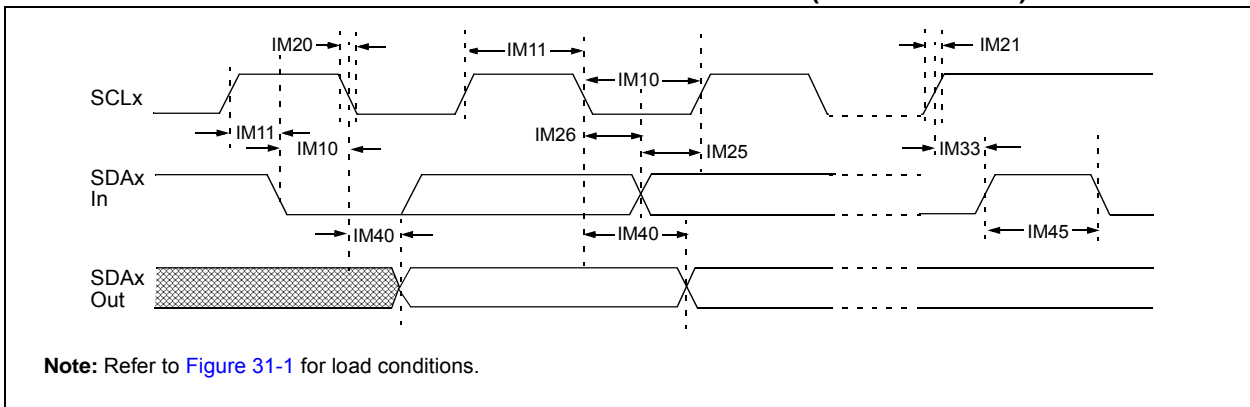 IM20
IM11
IM21
IM10
SCLx
IM11
IM26
IM10
IM25
IM33
SDAx
In
IM40
IM40
IM45
SDAx
Out
Note: Refer to Figure 31-1 for load conditions.